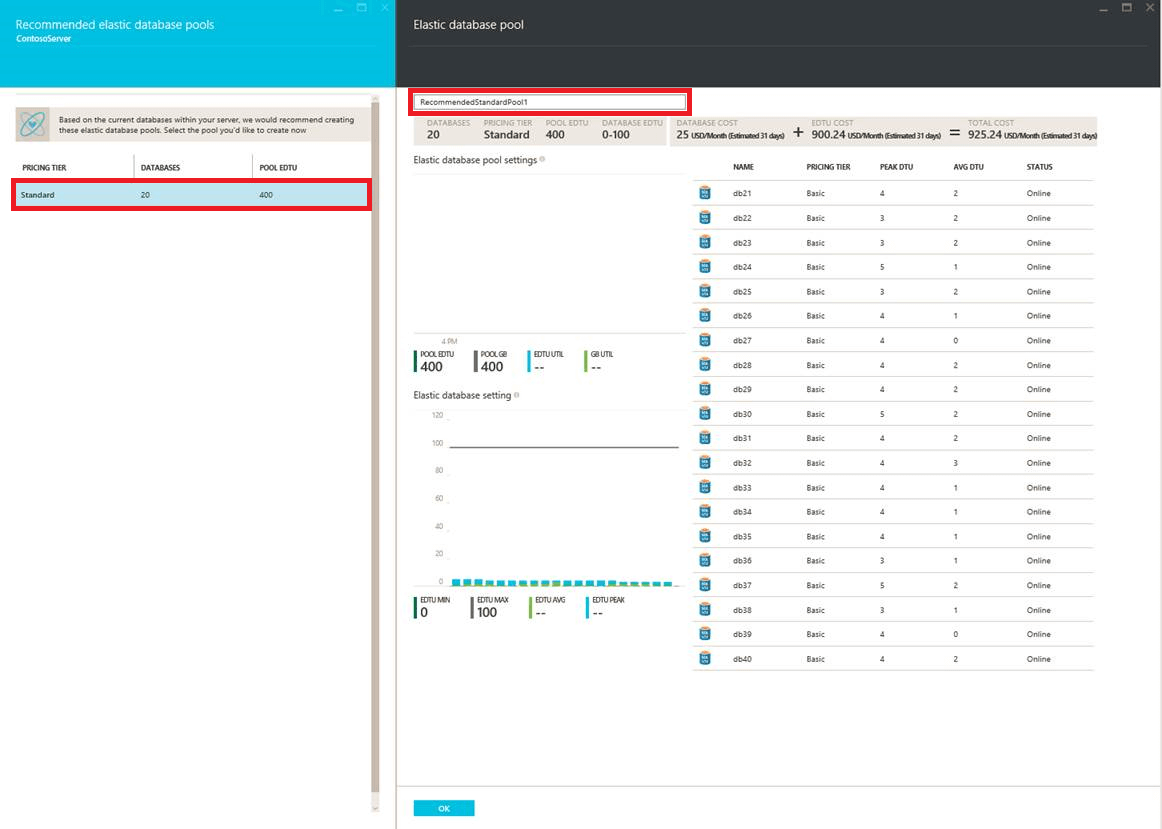 Recommended elastic database pools
ContosoServer
Based on the current databases within your server, we would recommend creating
these elastic database pools. Select the pool you'd like to create now
PRICING TIER DATABASES POOL EDTU
Standard 20 400
Elastic database pool
RecommendedStandardPool1
DATABASES PRICING TIER POOL EDTU DATABASE EDTU DATABASE COST EDTU COST TOTAL COST
20 Standard 400 0-100 25 USD/Month (Estimated 31 days) + 900.24 USD/Month (Estimated 31 days) = 925.24 USD/Month (Estimated 31 days)
Elastic database pool settings
4 PM
POOL EDTU POOL GB EDTU UTIL GB UTIL
400 400 -- --
Elastic database setting
120
100
80
60
40
20
0
EDTU MIN EDTU MAX EDTU AVG EDTU PEAK
0 100 -- --
NAME PRICING TIER PEAK DTU AVG DTU STATUS
db21 Basic 4 2 Online
db22 Basic 3 2 Online
db23 Basic 3 2 Online
db24 Basic 5 1 Online
db25 Basic 3 2 Online
db26 Basic 4 1 Online
db27 Basic 4 0 Online
db28 Basic 4 2 Online
db29 Basic 4 2 Online
db30 Basic 5 2 Online
db31 Basic 4 2 Online
db32 Basic 4 3 Online
db33 Basic 4 1 Online
db34 Basic 4 1 Online
db35 Basic 4 1 Online
db36 Basic 3 1 Online
db37 Basic 5 2 Online
db38 Basic 3 1 Online
db39 Basic 4 0 Online
db40 Basic 4 2 Online
OK